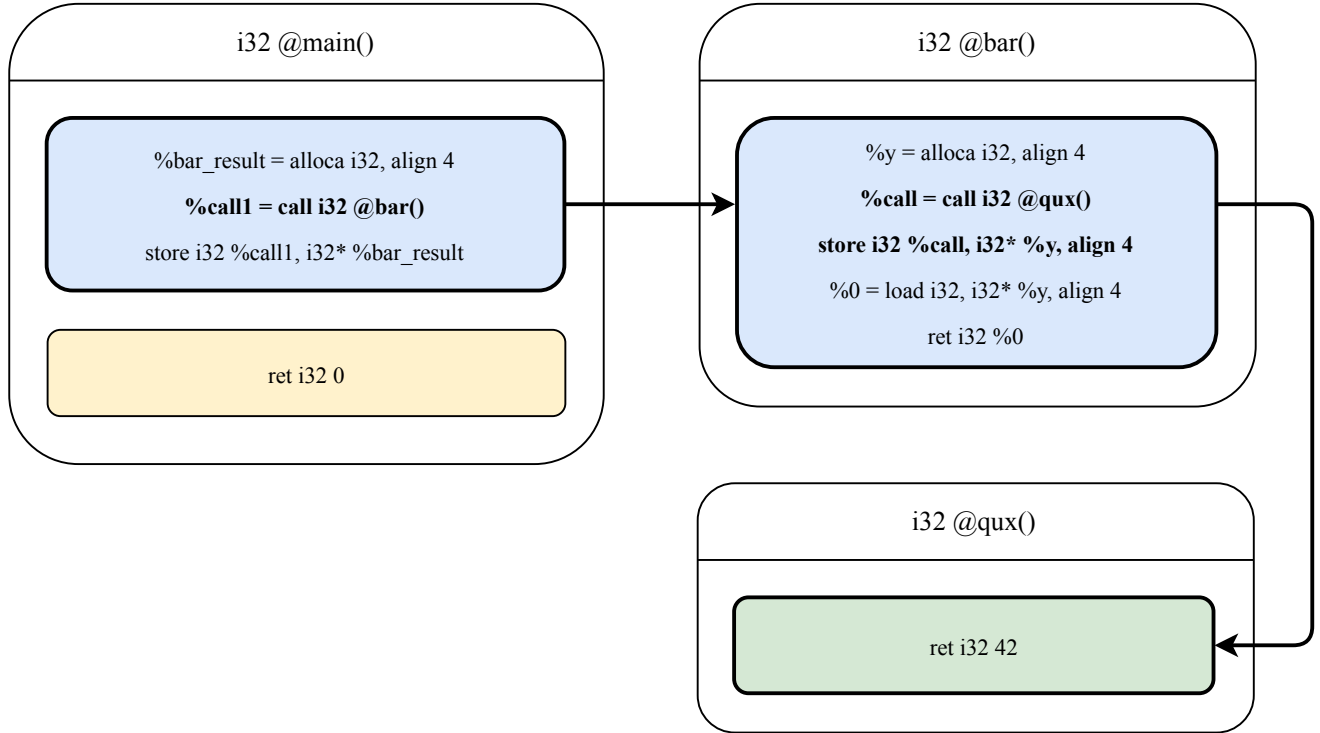 i32 @main()
%bar_result = alloca i32, align 4
%call1 = call i32 @bar()
store i32 %call1, i32* %bar_result
ret i32 0
i32 @bar()
%y = alloca i32, align 4
%call = call i32 @qux()
store i32 %call, i32* %y, align 4
%0 = load i32, i32* %y, align 4
ret i32 %0
i32 @qux()
ret i32 42